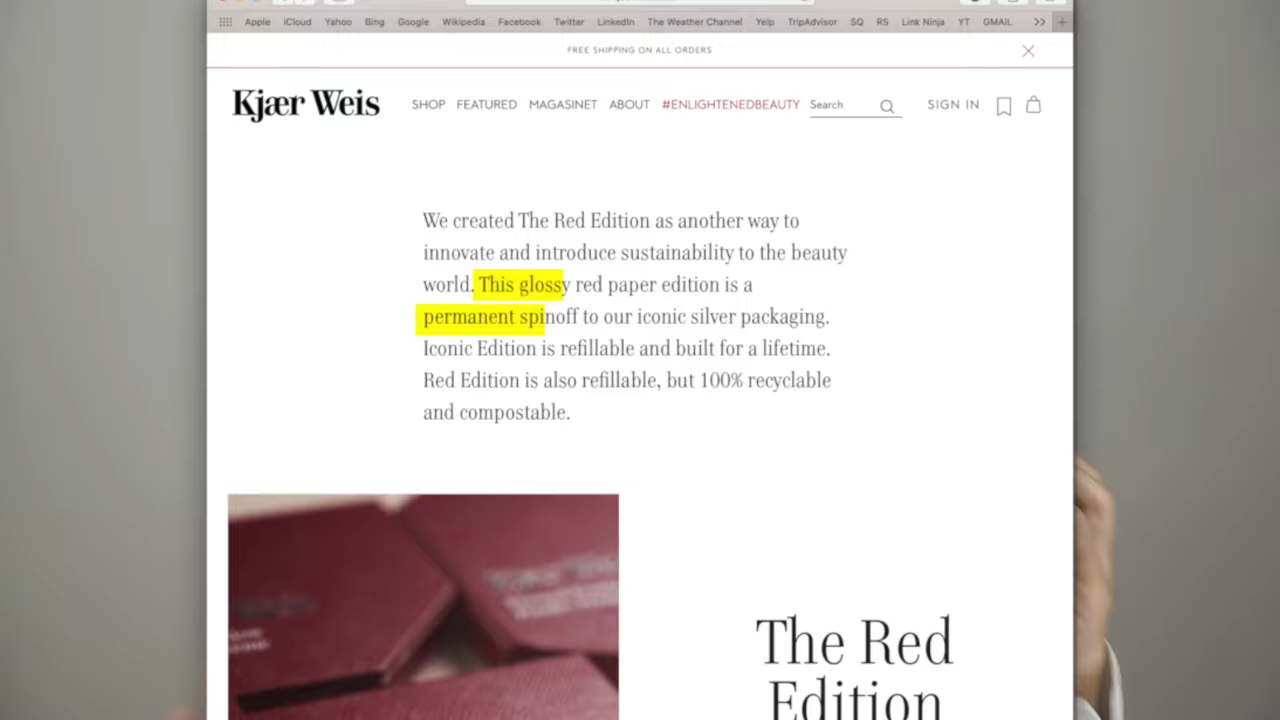 Apple iCloud Yahoo Bing Google Wikipedia Facebook Twitter LinkedIn The Weather Channel Yelp TripAdvisor SQ RS Link Ninja YT GMAIL >> +
FREE SHIPPING ON ALL ORDERS
Kjær Weis SHOP FEATURED MAGASINET ABOUT #ENLIGHTENEDBEAUTY Search SIGN IN
We created The Red Edition as another way to
innovate and introduce sustainability to the beauty
world. This glossy red paper edition is a
permanent spinoff to our iconic silver packaging.
Iconic Edition is refillable and built for a lifetime.
Red Edition is also refillable, but 100% recyclable
and compostable.
The Red
Edition